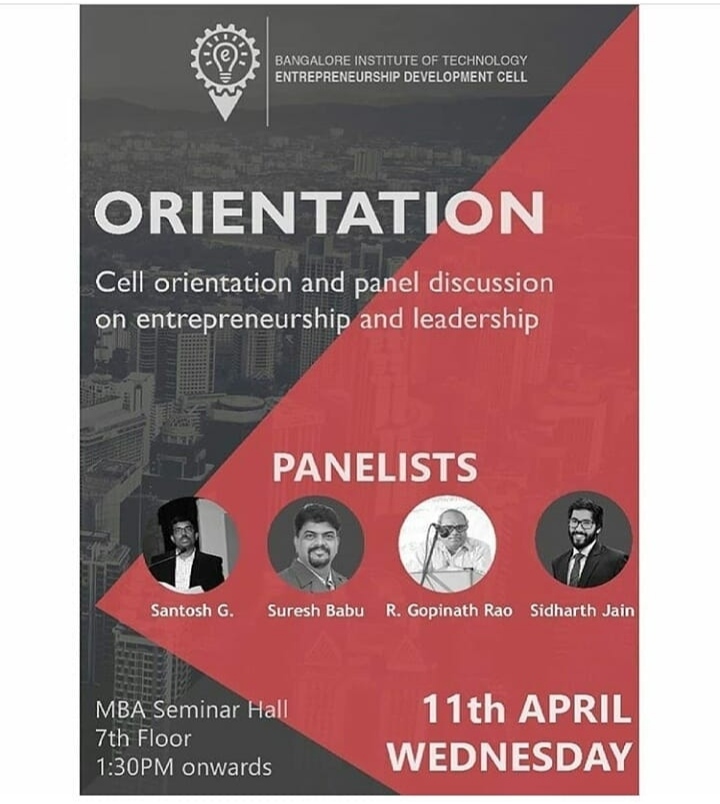 BANGALORE INSTITUTE OF TECHNOLOGY
ENTREPRENEURSHIP DEVELOPMENT CELL
ORIENTATION
Cell orientation and panel discussion
on entrepreneurship and leadership
PANELISTS
Santosh G.
Suresh Babu
R. Gopinath Rao
Sidharth Jain
MBA Seminar Hall
7th Floor
1:30PM onwards
11th APRIL
WEDNESDAY